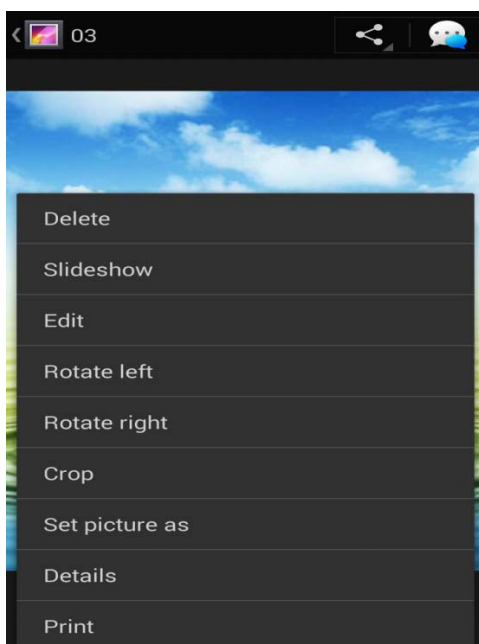 03
Delete
Slideshow
Edit
Rotate left
Rotate right
Crop
Set picture as
Details
Print